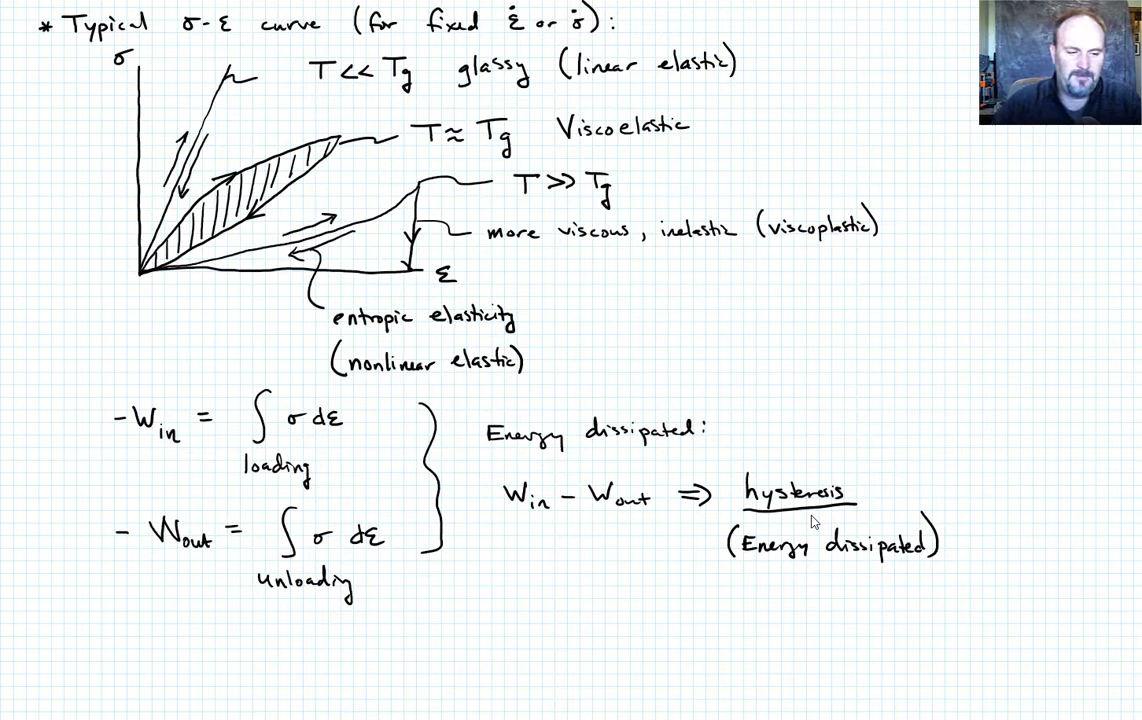 * Typical σ-ε curve (for fixed ε̇ or σ̇):
σ
T << Tg glassy (linear elastic)
T ≈ Tg Viscoelastic
T >> Tg
more viscous, inelastic (viscoplastic)
ε
entropic elasticity
(nonlinear elastic)
- Win = ∫ σ dε
loading
Energy dissipated:
Win - Wout ⇒ hysteresis
(Energy dissipated)
- Wout = ∫ σ dε
unloading